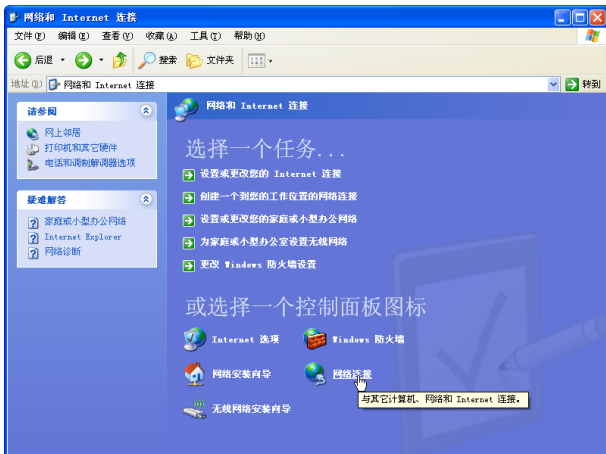 网络和 Internet 连接
文件(F) 编辑(E) 查看(V) 收藏(A) 工具(T) 帮助(H)
后退 搜索 文件夹
地址(D) 网络和 Internet 连接 转到
请参阅
网上邻居
打印机和其它硬件
电话和调制解调器选项
疑难解答
家庭或小型办公网络
Internet Explorer
网络诊断
网络和 Internet 连接
选择一个任务...
设置或更改您的 Internet 连接
创建一个到您的工作位置的网络连接
设置或更改您的家庭或小型办公网络
为家庭或小型办公室设置无线网络
更改 Windows 防火墙设置
或选择一个控制面板图标
Internet 选项 Windows 防火墙
网络安装向导 网络连接
与其它计算机、网络和 Internet 连接。
无线网络安装向导